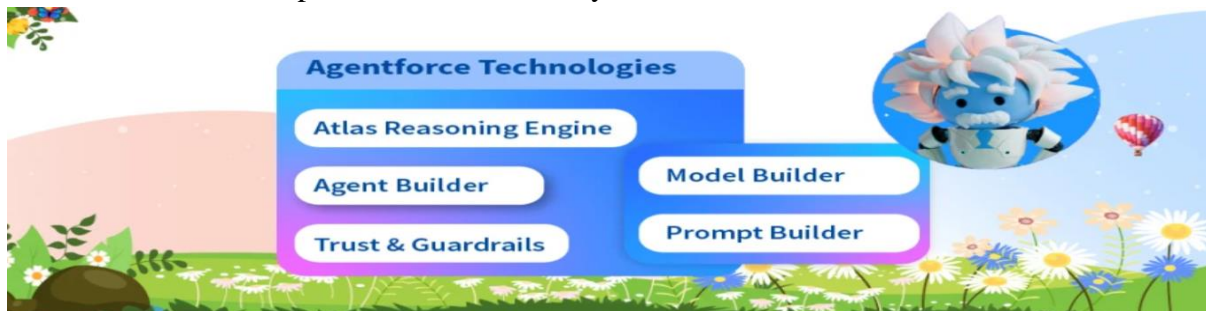 Agentforce Technologies
Atlas Reasoning Engine
Agent Builder
Trust & Guardrails
Model Builder
Prompt Builder